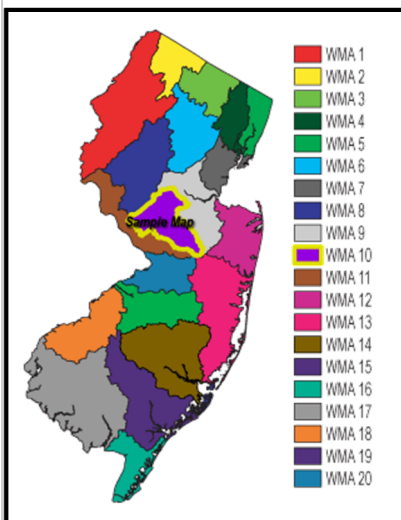 WMA 1
WMA 2
WMA 3
WMA 4
WMA 5
WMA 6
WMA 7
WMA 8
WMA 9
Sample Map
WMA 10
WMA 11
WMA 12
WMA 13
WMA 14
WMA 15
WMA 16
WMA 17
WMA 18
WMA 19
WMA 20